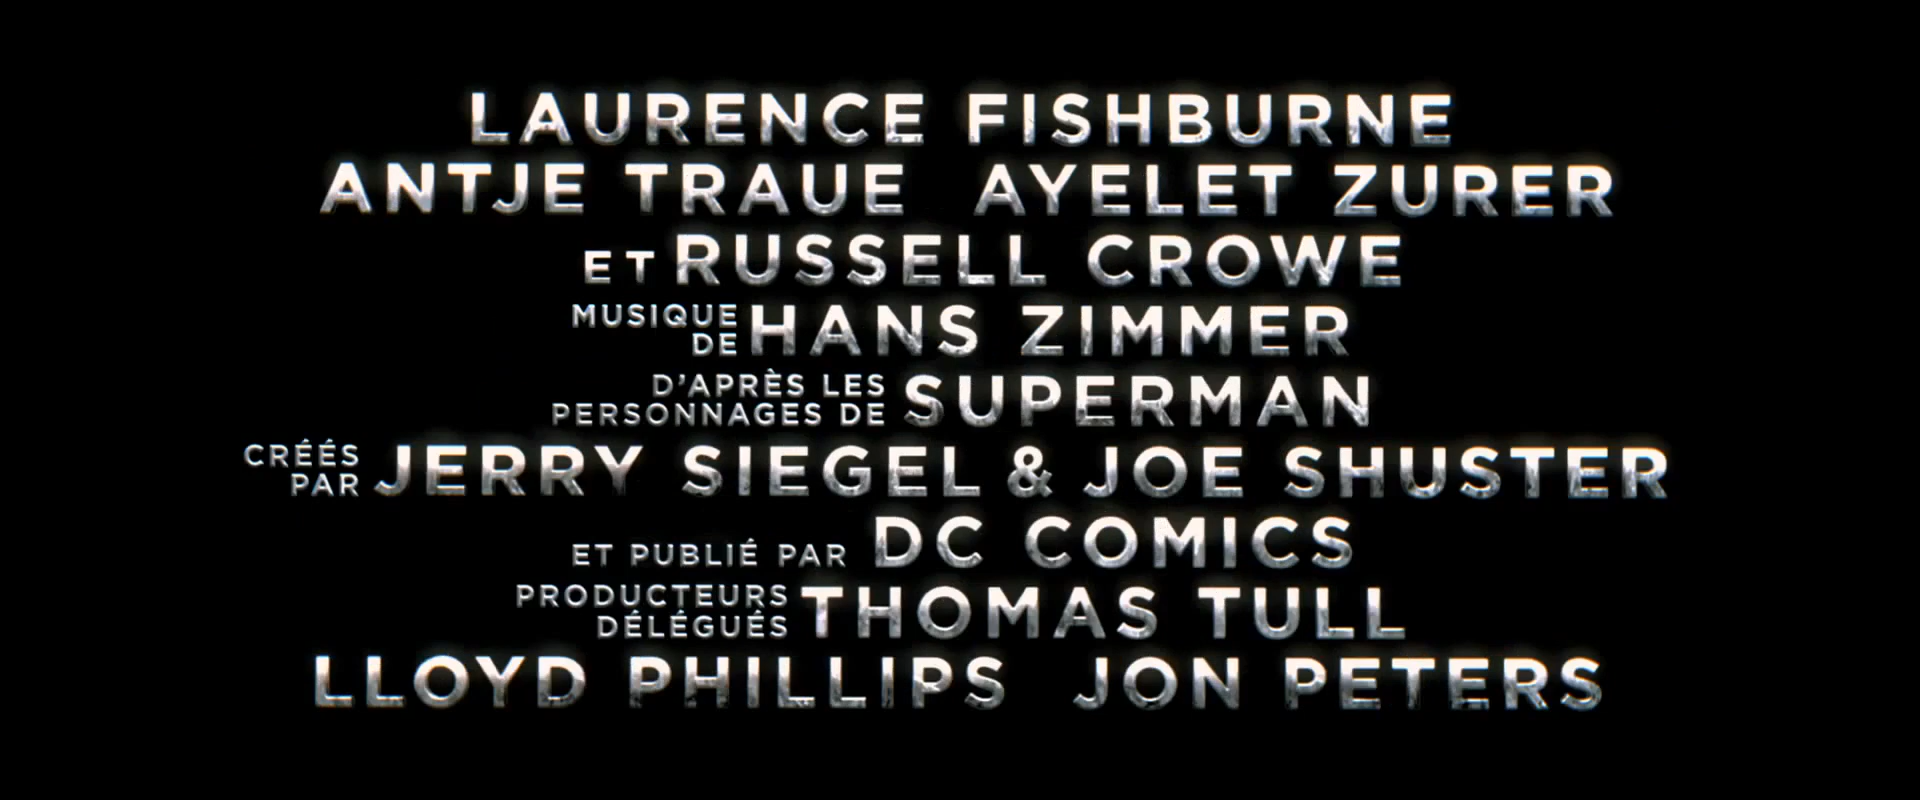 LAURENCE FISHBURNE
ANTJE TRAUE AYELET ZURER
ET RUSSELL CROWE
MUSIQUE DE HANS ZIMMER
D'APRÈS LES PERSONNAGES DE SUPERMAN
CRÉÉS PAR JERRY SIEGEL & JOE SHUSTER
ET PUBLIÉ PAR DC COMICS
PRODUCTEURS DÉLÉGUÉS THOMAS TULL
LLOYD PHILLIPS JON PETERS